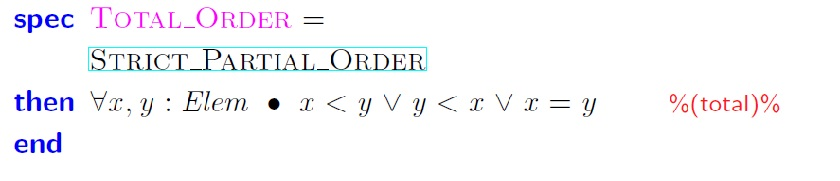 spec TOTAL_ORDER =
STRICT_PARTIAL_ORDER
then ∀x, y : Elem • x < y ∨ y < x ∨ x = y %(total)%
end